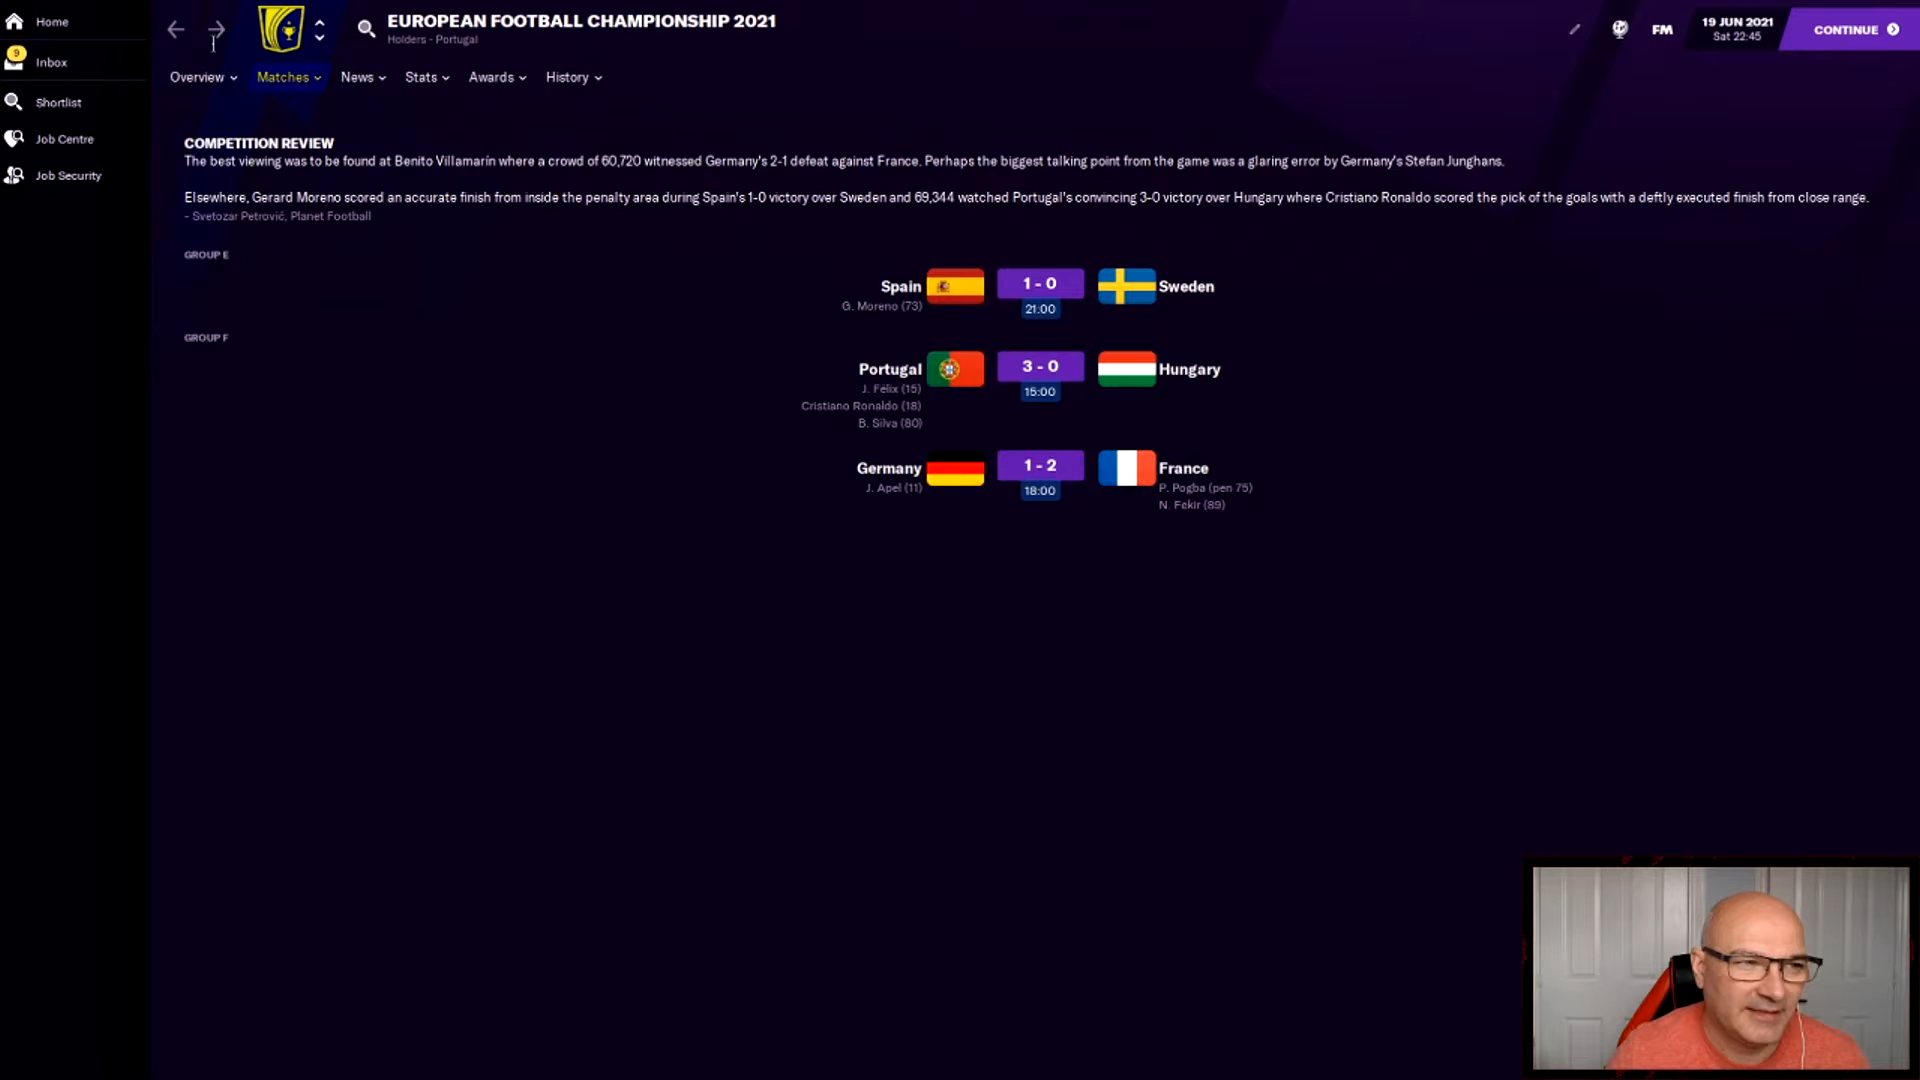 Home
Inbox
9
Shortlist
Job Centre
Job Security
EUROPEAN FOOTBALL CHAMPIONSHIP 2021
Holders - Portugal
FM
19 JUN 2021
Sat 22:45
CONTINUE
Overview
Matches
News
Stats
Awards
History
COMPETITION REVIEW
The best viewing was to be found at Benito Villamarín where a crowd of 60,720 witnessed Germany's 2-1 defeat against France. Perhaps the biggest talking point from the game was a glaring error by Germany's Stefan Junghans.
Elsewhere, Gerard Moreno scored an accurate finish from inside the penalty area during Spain's 1-0 victory over Sweden and 69,344 watched Portugal's convincing 3-0 victory over Hungary where Cristiano Ronaldo scored the pick of the goals with a deftly executed finish from close range.
- Svetozar Petrović, Planet Football
GROUP E
Spain 1 - 0 Sweden
G. Moreno (73) 21:00
GROUP F
Portugal 3 - 0 Hungary
J. Félix (15) 15:00
Cristiano Ronaldo (18)
B. Silva (80)
Germany 1 - 2 France
J. Apel (11) 18:00 P. Pogba (pen 75)
N. Fekir (89)